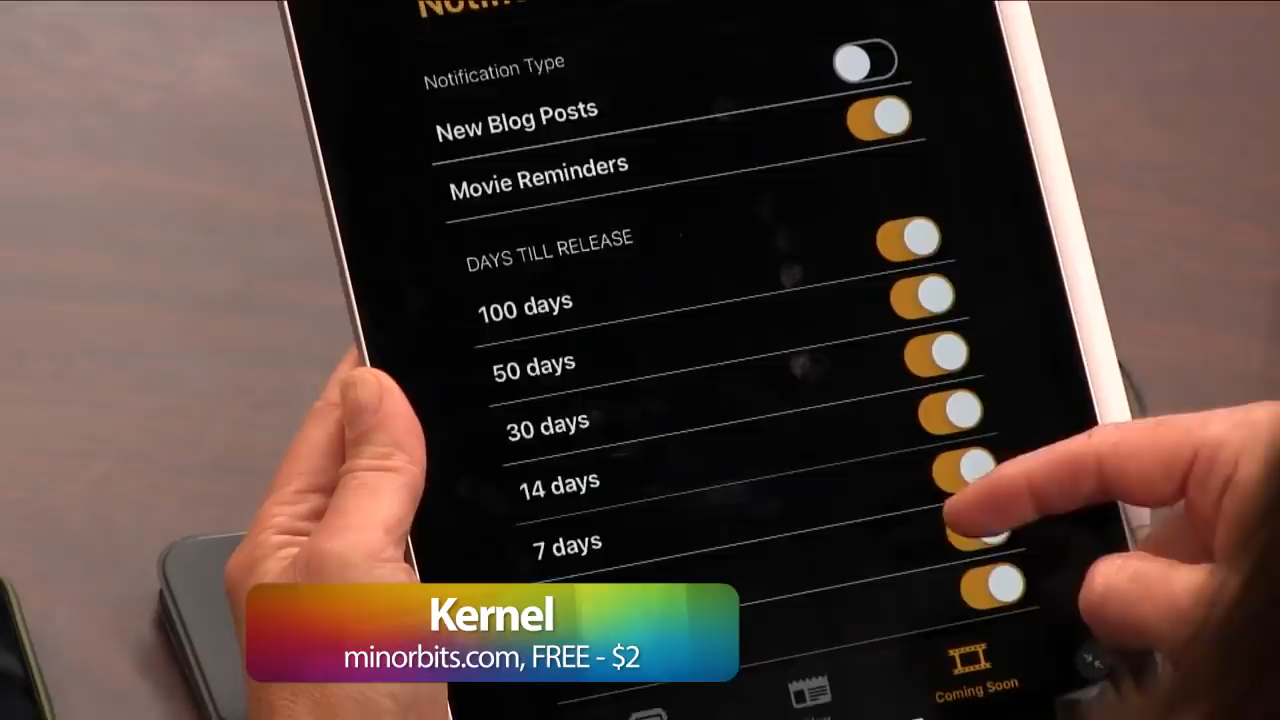 Notification Type
New Blog Posts
Movie Reminders
DAYS TILL RELEASE
100 days
50 days
30 days
14 days
7 days
Kernel
minorbits.com, FREE - $2
Coming Soon